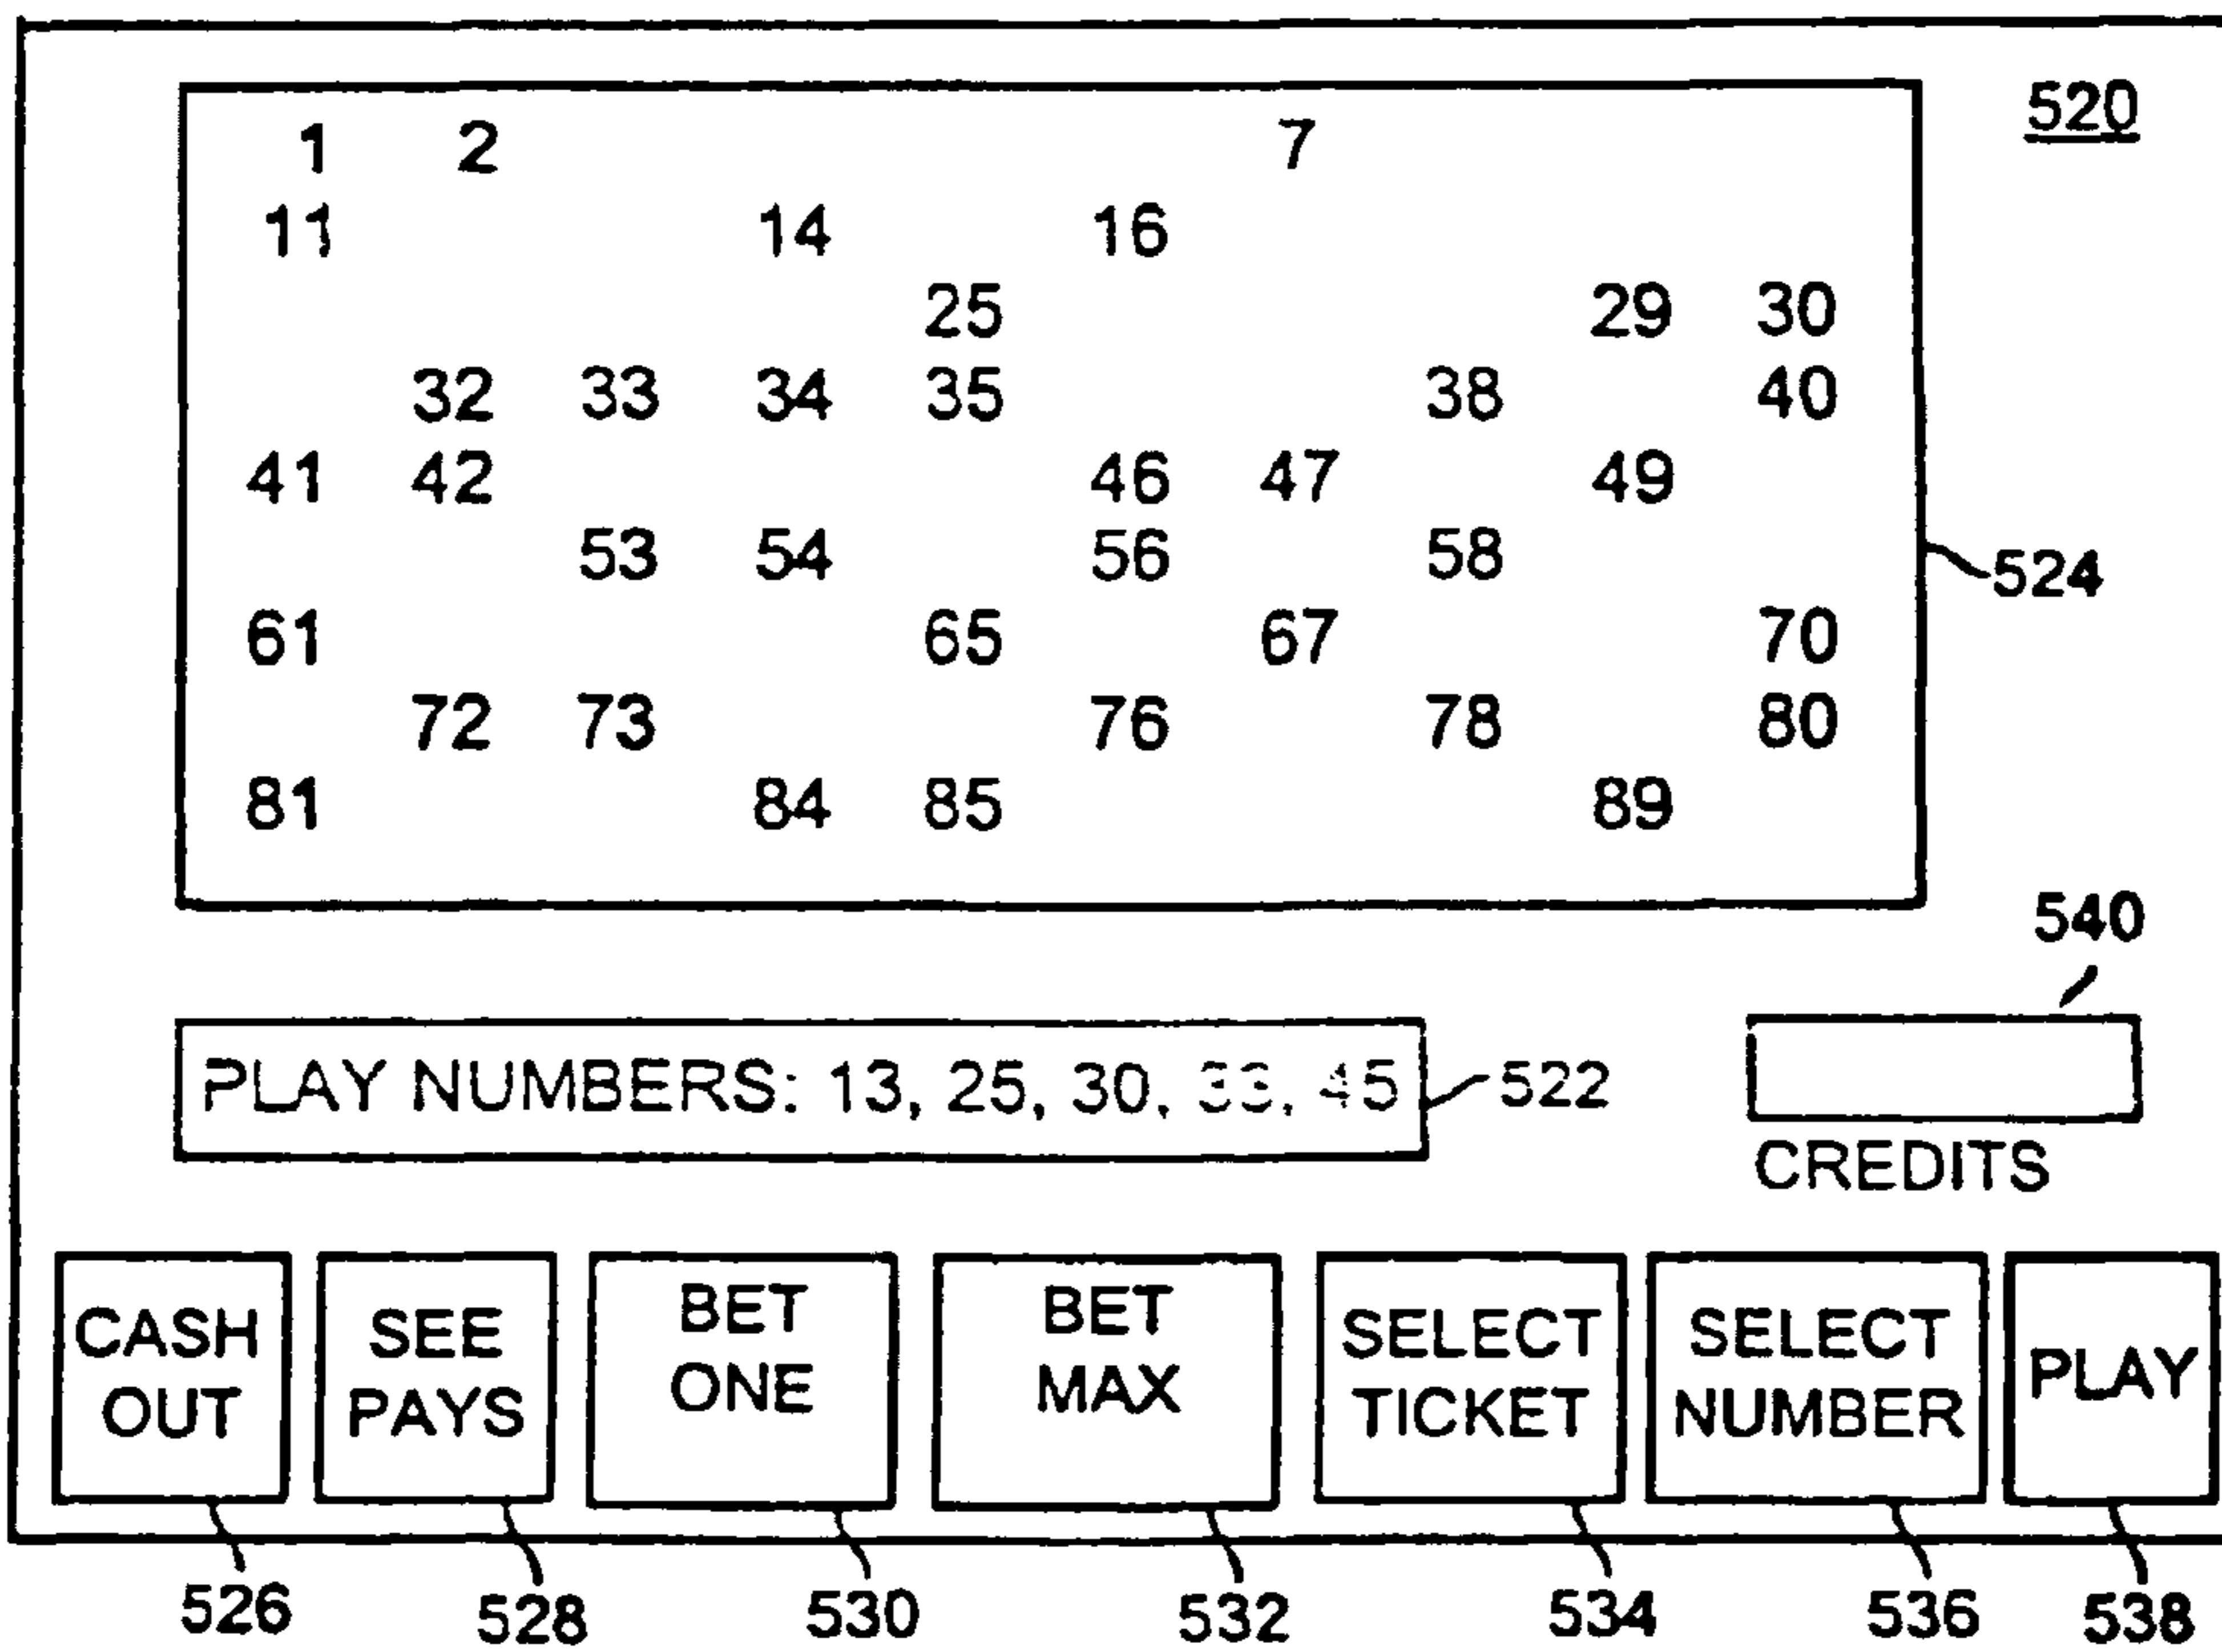 520
1 2 7
11 14 16
25 29 30
32 33 34 35 38 40
41 42 46 47 49
53 54 56 58
524
61 65 67 70
72 73 76 78 80
81 84 85 89
540
PLAY NUMBERS: 13, 25, 30, 33, 45
522
CREDITS
CASH
OUT
SEE
PAYS
BET
ONE
BET
MAX
SELECT
TICKET
SELECT
NUMBER
PLAY
526 528 530 532 534 536 538